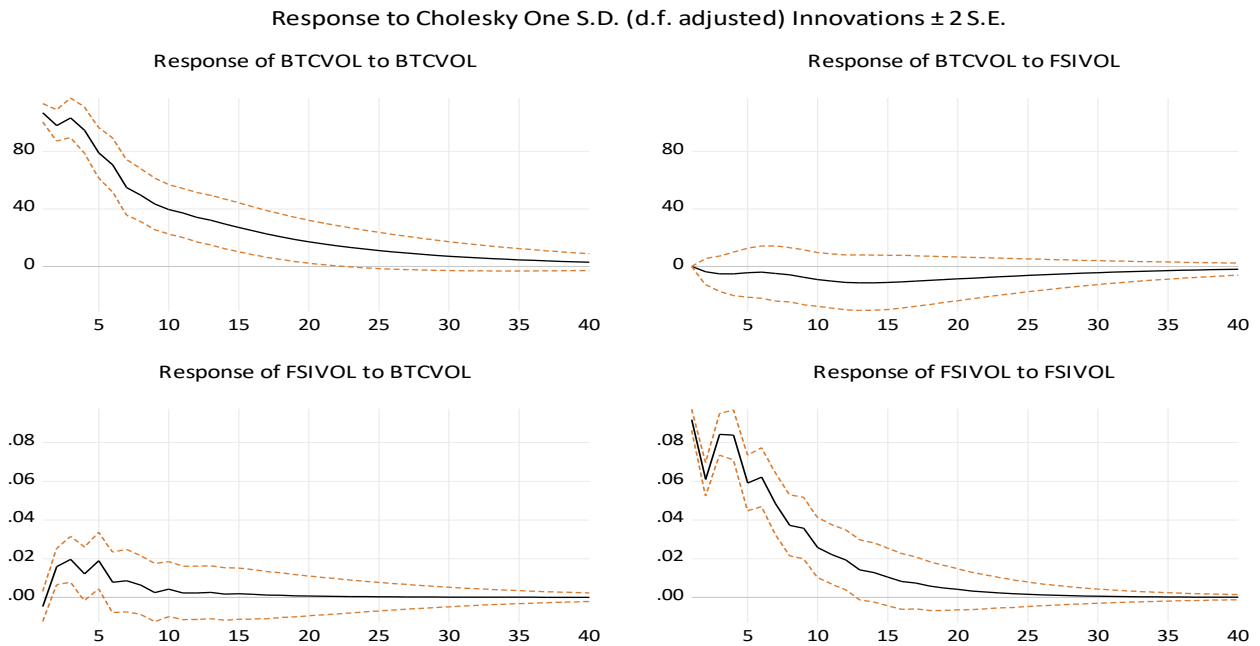 Response to Cholesky One S.D. (d.f. adjusted) Innovations ± 2 S.E.
Response of BTCVOL to BTCVOL
80
40
0
5 10 15 20 25 30 35 40
Response of BTCVOL to FSIVOL
80
40
0
5 10 15 20 25 30 35 40
Response of FSIVOL to BTCVOL
.08
.06
.04
.02
.00
5 10 15 20 25 30 35 40
Response of FSIVOL to FSIVOL
.08
.06
.04
.02
.00
5 10 15 20 25 30 35 40